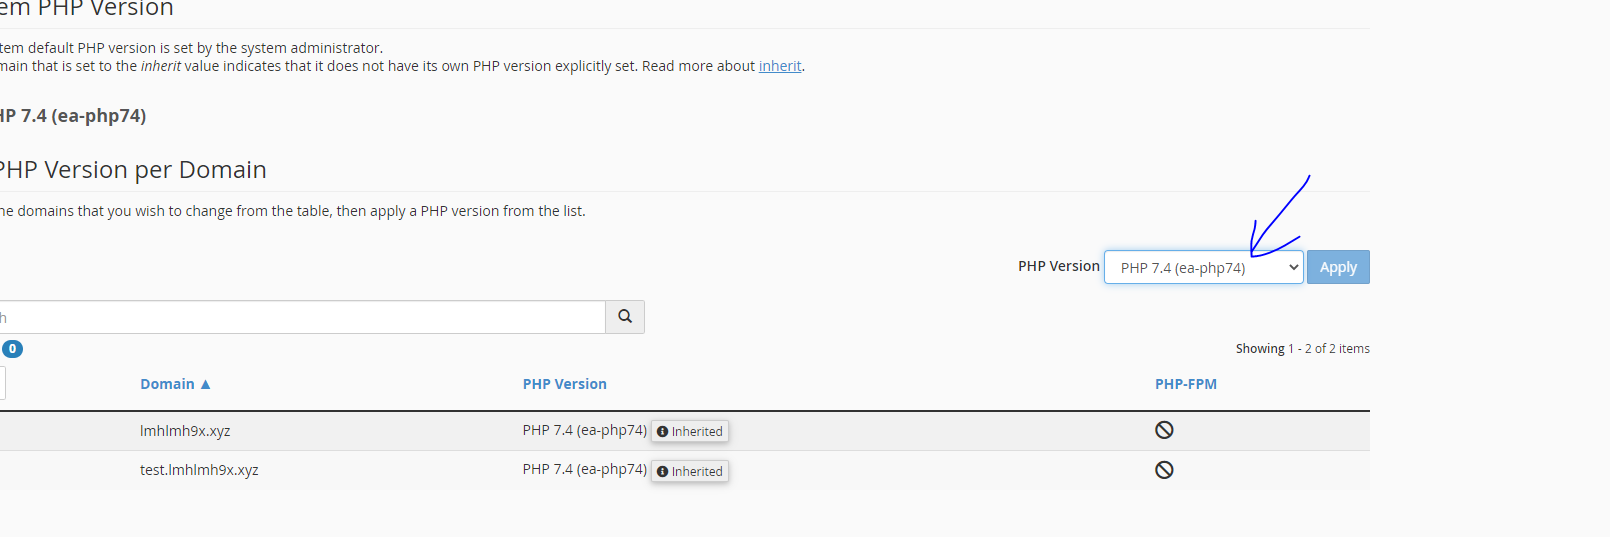 em PHP Version
tem default PHP version is set by the system administrator.
main that is set to the inherit value indicates that it does not have its own PHP version explicitly set. Read more about inherit.
HP 7.4 (ea-php74)
PHP Version per Domain
he domains that you wish to change from the table, then apply a PHP version from the list.
PHP Version PHP 7.4 (ea-php74) Apply
h
0 Showing 1 - 2 of 2 items
Domain ▲ PHP Version PHP-FPM
lmhlmh9x.xyz PHP 7.4 (ea-php74) Inherited
test.lmhlmh9x.xyz PHP 7.4 (ea-php74) Inherited